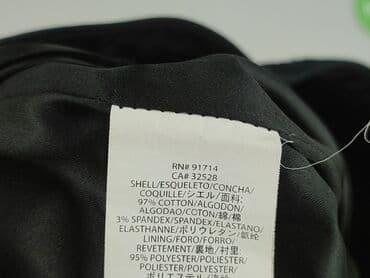 RN# 91714
CA# 32528
SHELL/ESQUELETO/CONCHA/
COQUILLE/シエル/面料:
97% COTTON/ALGODON/
ALGODAO/COTON/綿/棉
3% SPANDEX/SPANDEX/ELASTANO/
ELASTHANNE/ポリウレタン/氨纶
LINING/FORO/FORRO/
REVETEMENT/裏地/衬里
95% POLYESTER/POLIESTER/
POLIESTER/POLYESTER/